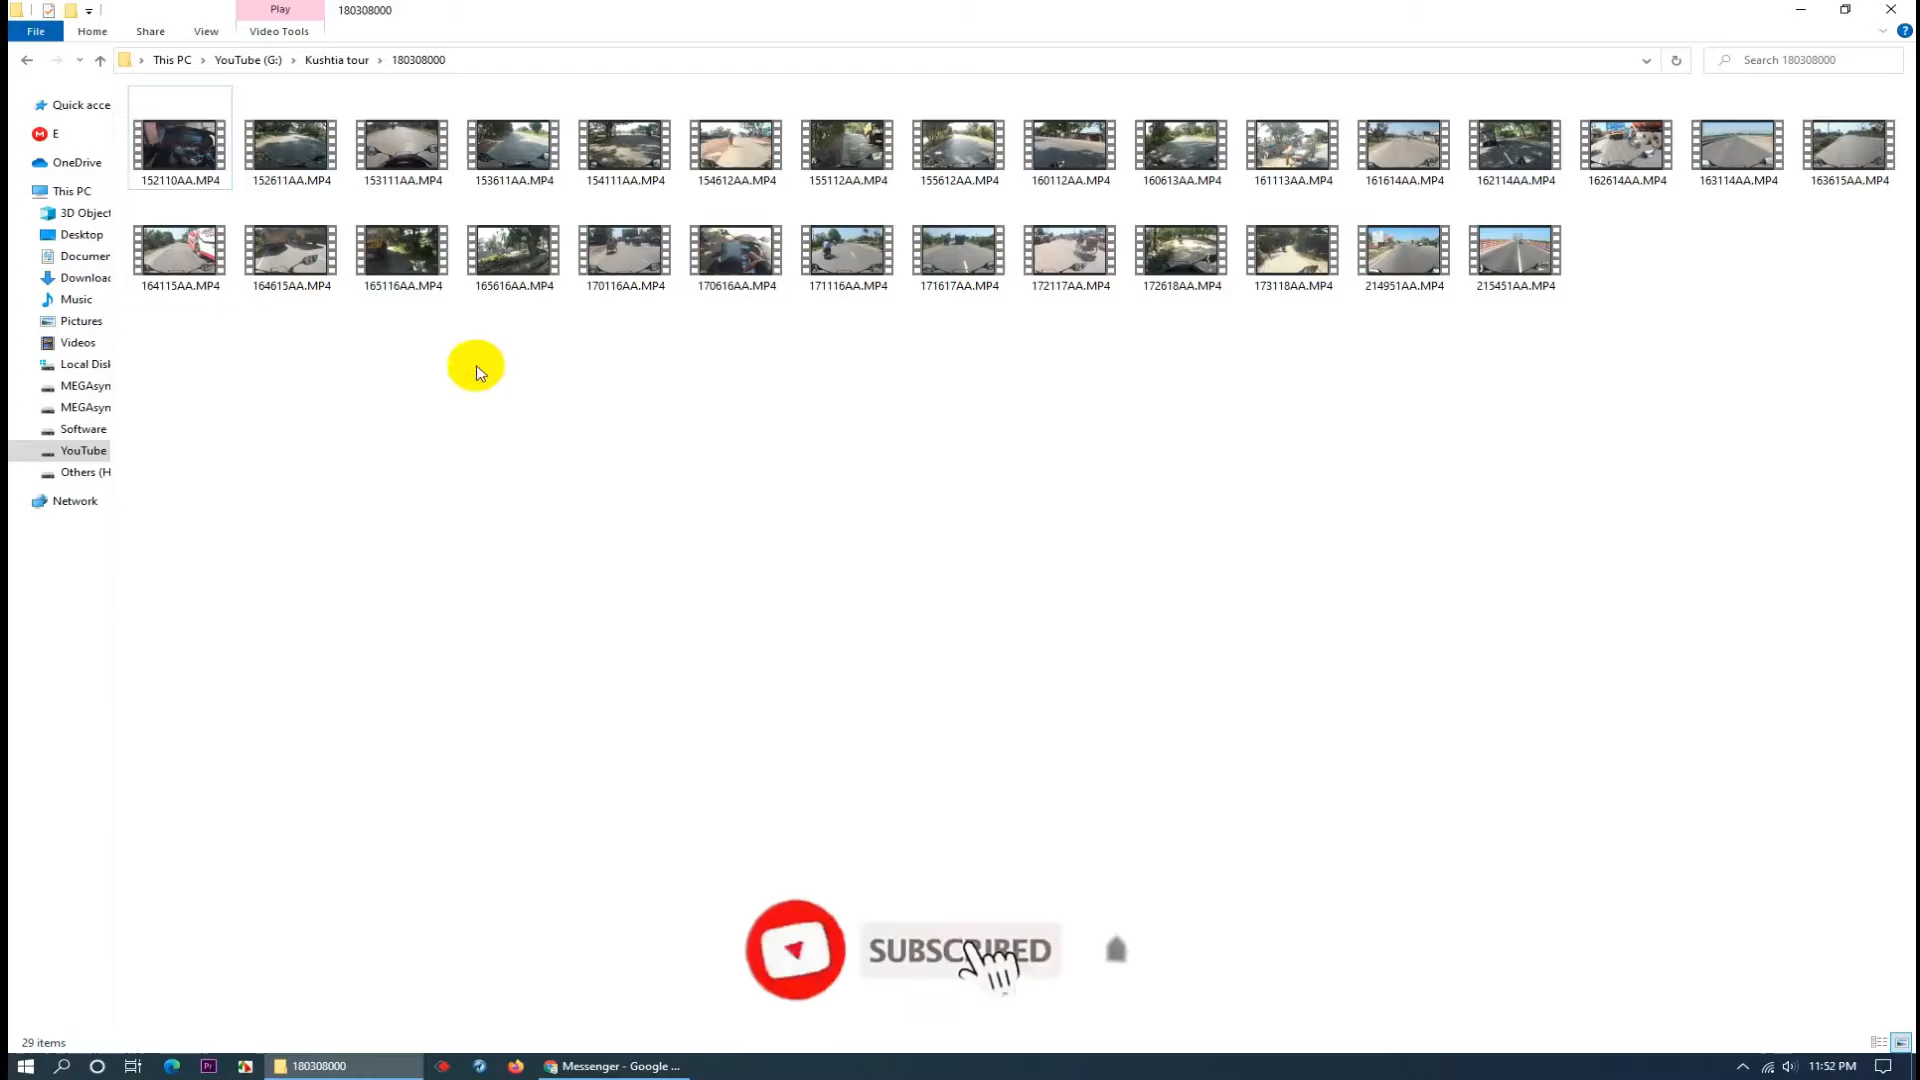 Play
180308000
File
Home
Share
View
Video Tools
This PC
YouTube (G:)
Kushtia tour
180308000
Search 180308000
Quick acce
E
OneDrive
This PC
3D Object
Desktop
Documer
Downloac
Music
Pictures
Videos
Local Disk
MEGAsyn
MEGAsyn
Software
YouTube
Others (H
Network
152110AA.MP4
152611AA.MP4
153111AA.MP4
153611AA.MP4
154111AA.MP4
154612AA.MP4
155112AA.MP4
155612AA.MP4
160112AA.MP4
160613AA.MP4
161113AA.MP4
161614AA.MP4
162114AA.MP4
162614AA.MP4
163114AA.MP4
163615AA.MP4
164115AA.MP4
164615AA.MP4
165116AA.MP4
165616AA.MP4
170116AA.MP4
170616AA.MP4
171116AA.MP4
171617AA.MP4
172117AA.MP4
172618AA.MP4
173118AA.MP4
214951AA.MP4
215451AA.MP4
SUBSCRIBED
29 items
Pr
180308000
Messenger - Google ...
11:52 PM